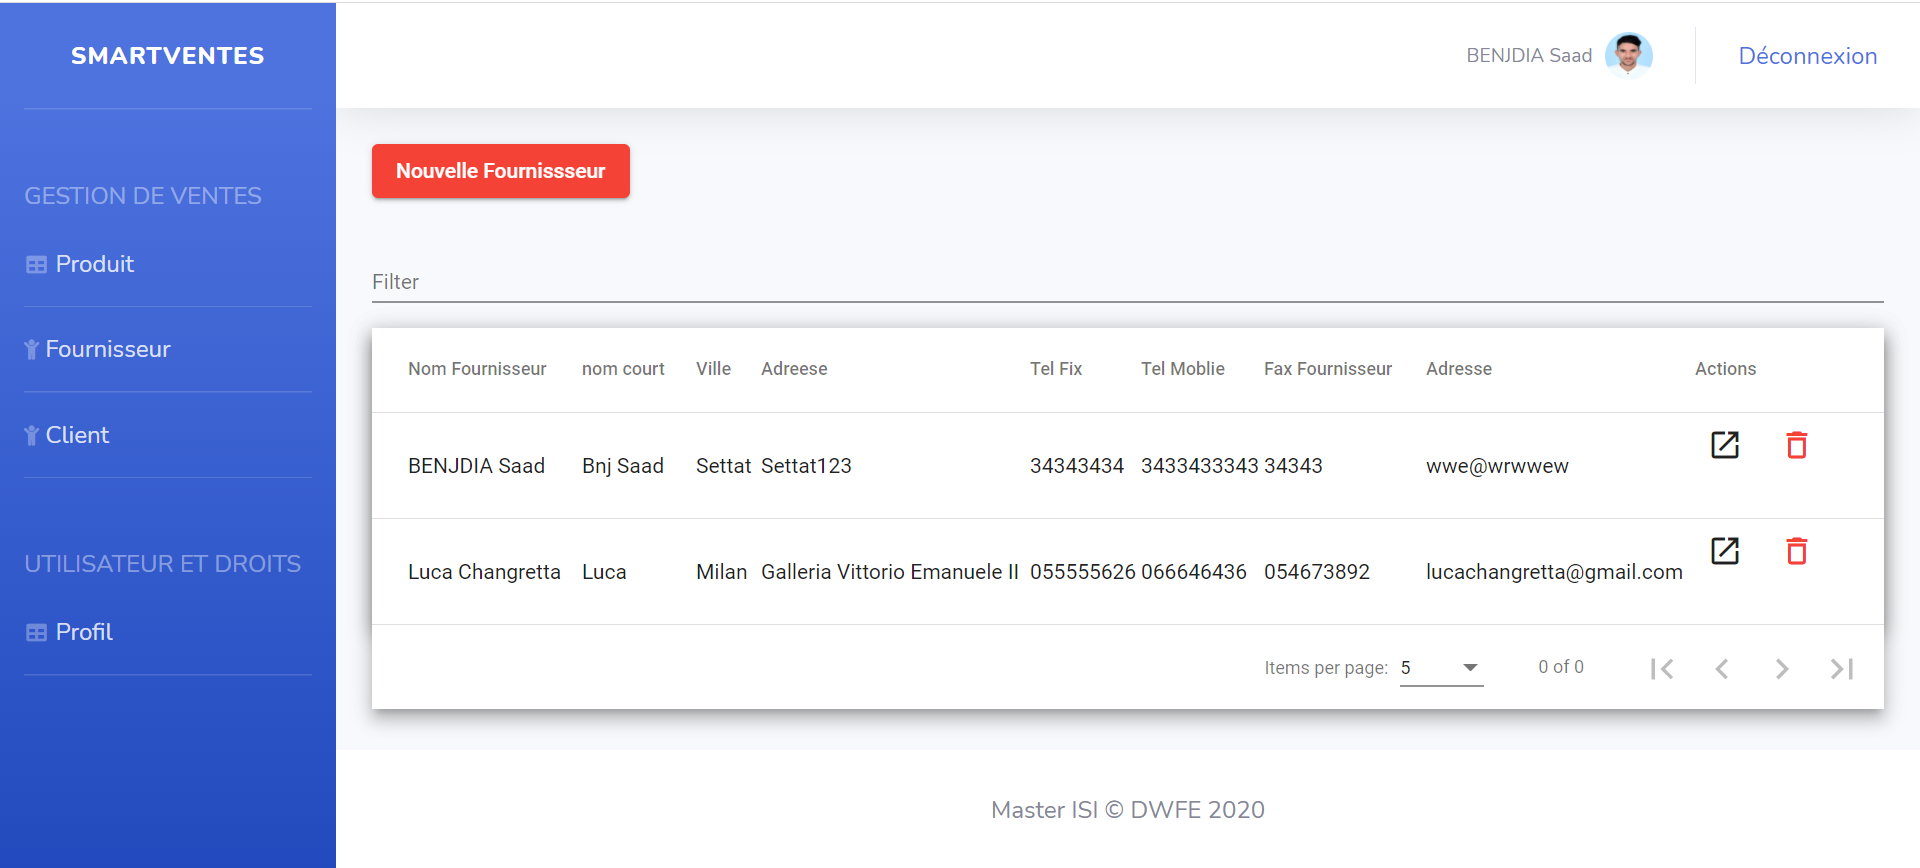 SMARTVENTES
BENJDIA Saad
Déconnexion
GESTION DE VENTES
Produit
Fournisseur
Client
UTILISATEUR ET DROITS
Profil
Nouvelle Fournissseur
Filter
Nom Fournisseur nom court Ville Adreese Tel Fix Tel Moblie Fax Fournisseur Adresse Actions
BENJDIA Saad Bnj Saad Settat Settat123 34343434 3433433343 34343 wwe@wrwwew
Luca Changretta Luca Milan Galleria Vittorio Emanuele II 055555626 066646436 054673892 lucachangretta@gmail.com
Items per page: 5 0 of 0
Master ISI © DWFE 2020